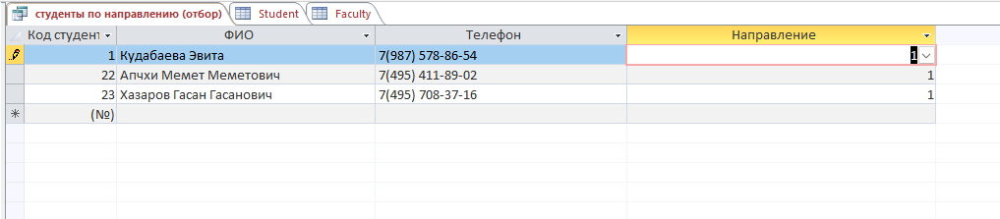 студенты по направлению (отбор) Student Faculty
Код студент ФИО Телефон Направление
1 Кудабаева Эвита 7(987) 578-86-54 1
22 Апчхи Мемет Меметович 7(495) 411-89-02 1
23 Хазаров Гасан Гасанович 7(495) 708-37-16 1
(№)